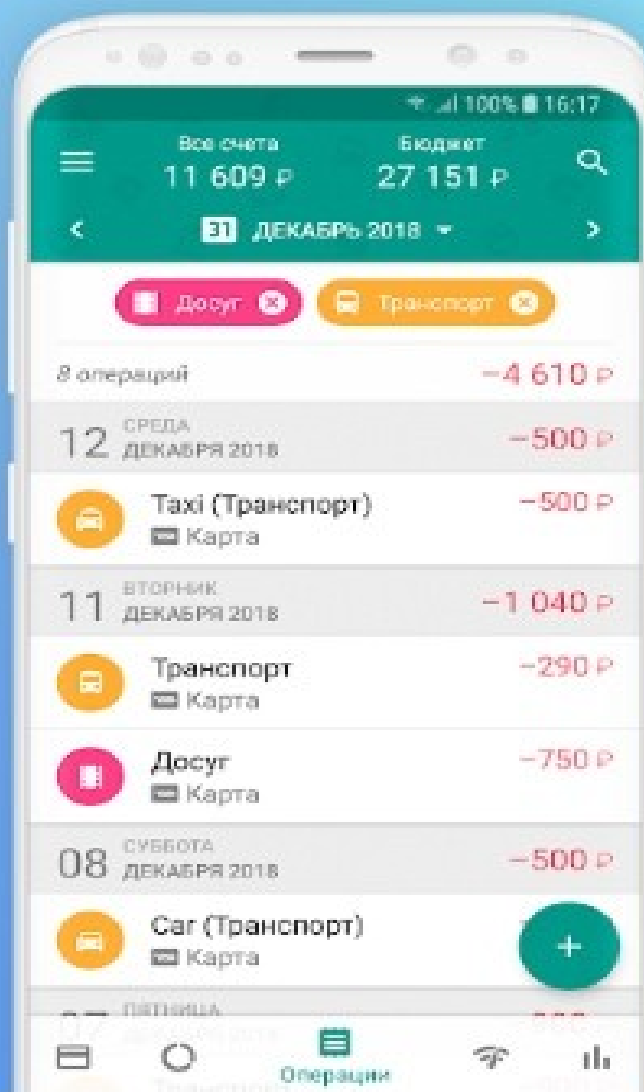 100% 16:17
Все счета Бюджет
11 609 ₽ 27 151 ₽
31 ДЕКАБРЬ 2018
Досуг Транспорт
8 операций −4 610 ₽
12 СРЕДА
ДЕКАБРЯ 2018 −500 ₽
Taxi (Транспорт) −500 ₽
Карта
11 ВТОРНИК
ДЕКАБРЯ 2018 −1 040 ₽
Транспорт −290 ₽
Карта
Досуг −750 ₽
Карта
08 СУББОТА
ДЕКАБРЯ 2018 −500 ₽
Car (Транспорт)
Карта
+
07 ПЯТНИЦА
Операции